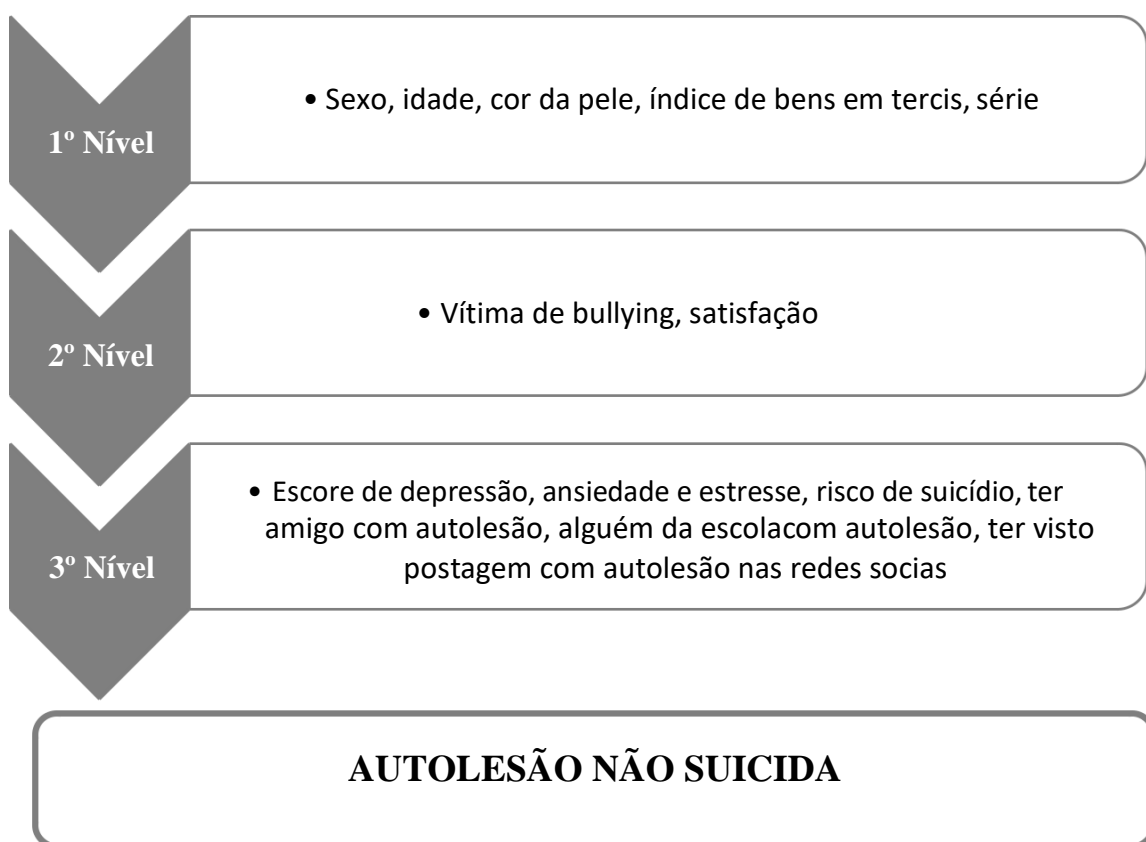 1º Nível
• Sexo, idade, cor da pele, índice de bens em tercis, série
2º Nível
• Vítima de bullying, satisfação
3º Nível
• Escore de depressão, ansiedade e estresse, risco de suicídio, ter
amigo com autolesão, alguém da escolacom autolesão, ter visto
postagem com autolesão nas redes socias
AUTOLESÃO NÃO SUICIDA